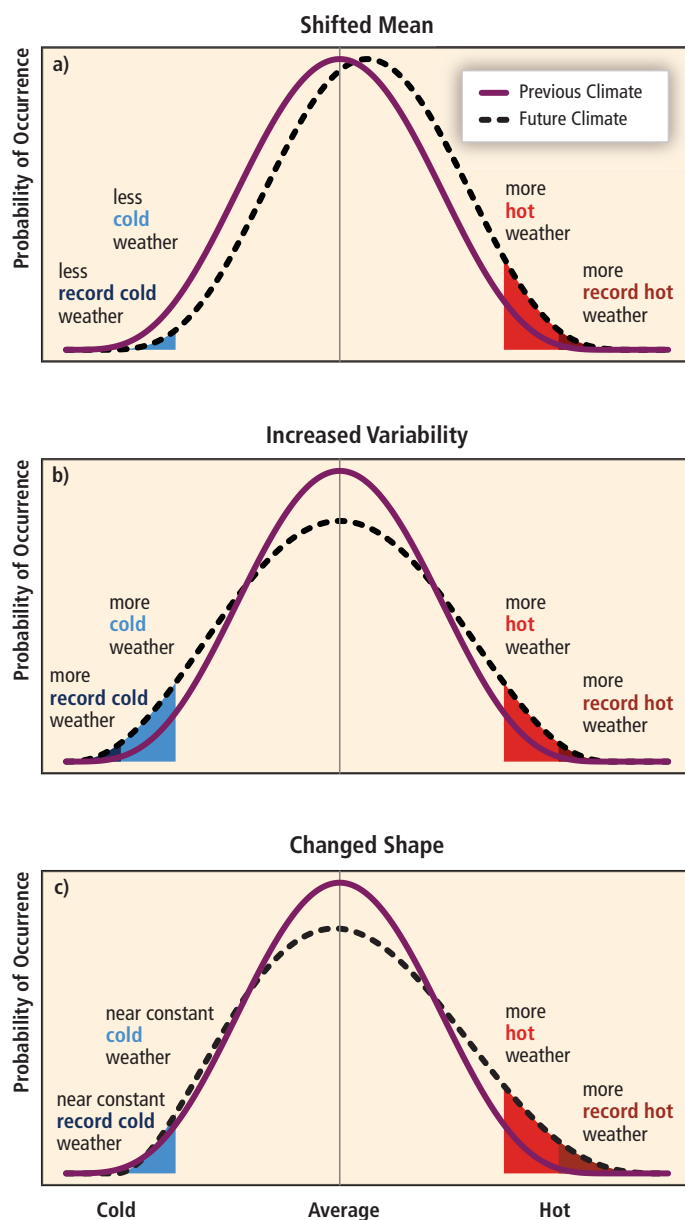 Shifted Mean
a)
Probability of Occurrence
Previous Climate
Future Climate
less
cold
weather
less
record cold
weather
more
hot
weather
more
record hot
weather
Increased Variability
b)
Probability of Occurrence
more
cold
weather
more
record cold
weather
more
hot
weather
more
record hot
weather
Changed Shape
c)
Probability of Occurrence
near constant
cold
weather
near constant
record cold
weather
more
hot
weather
more
record hot
weather
Cold
Average
Hot